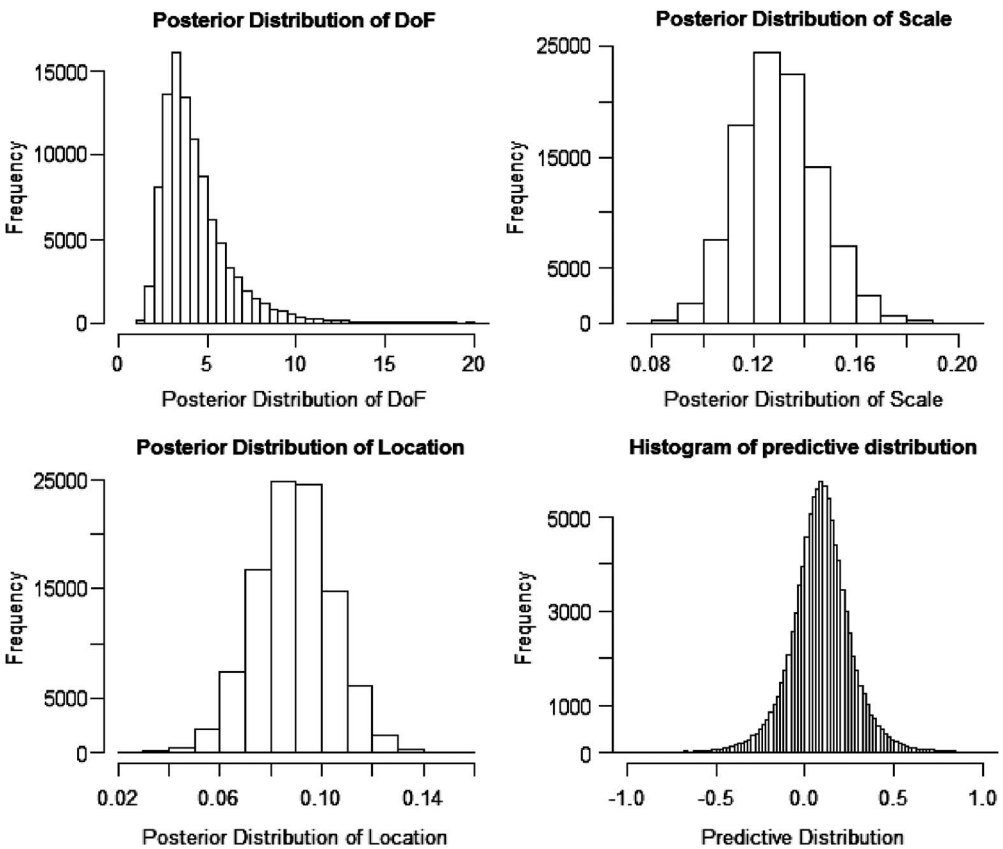 Posterior Distribution of DoF
Frequency
15000
10000
5000
0
0 5 10 15 20
Posterior Distribution of DoF
Posterior Distribution of Scale
Frequency
25000
15000
5000
0
0.08 0.12 0.16 0.20
Posterior Distribution of Scale
Posterior Distribution of Location
Frequency
25000
15000
5000
0
0.02 0.06 0.10 0.14
Posterior Distribution of Location
Histogram of predictive distribution
Frequency
5000
3000
1000
0
-1.0 -0.5 0.0 0.5 1.0
Predictive Distribution